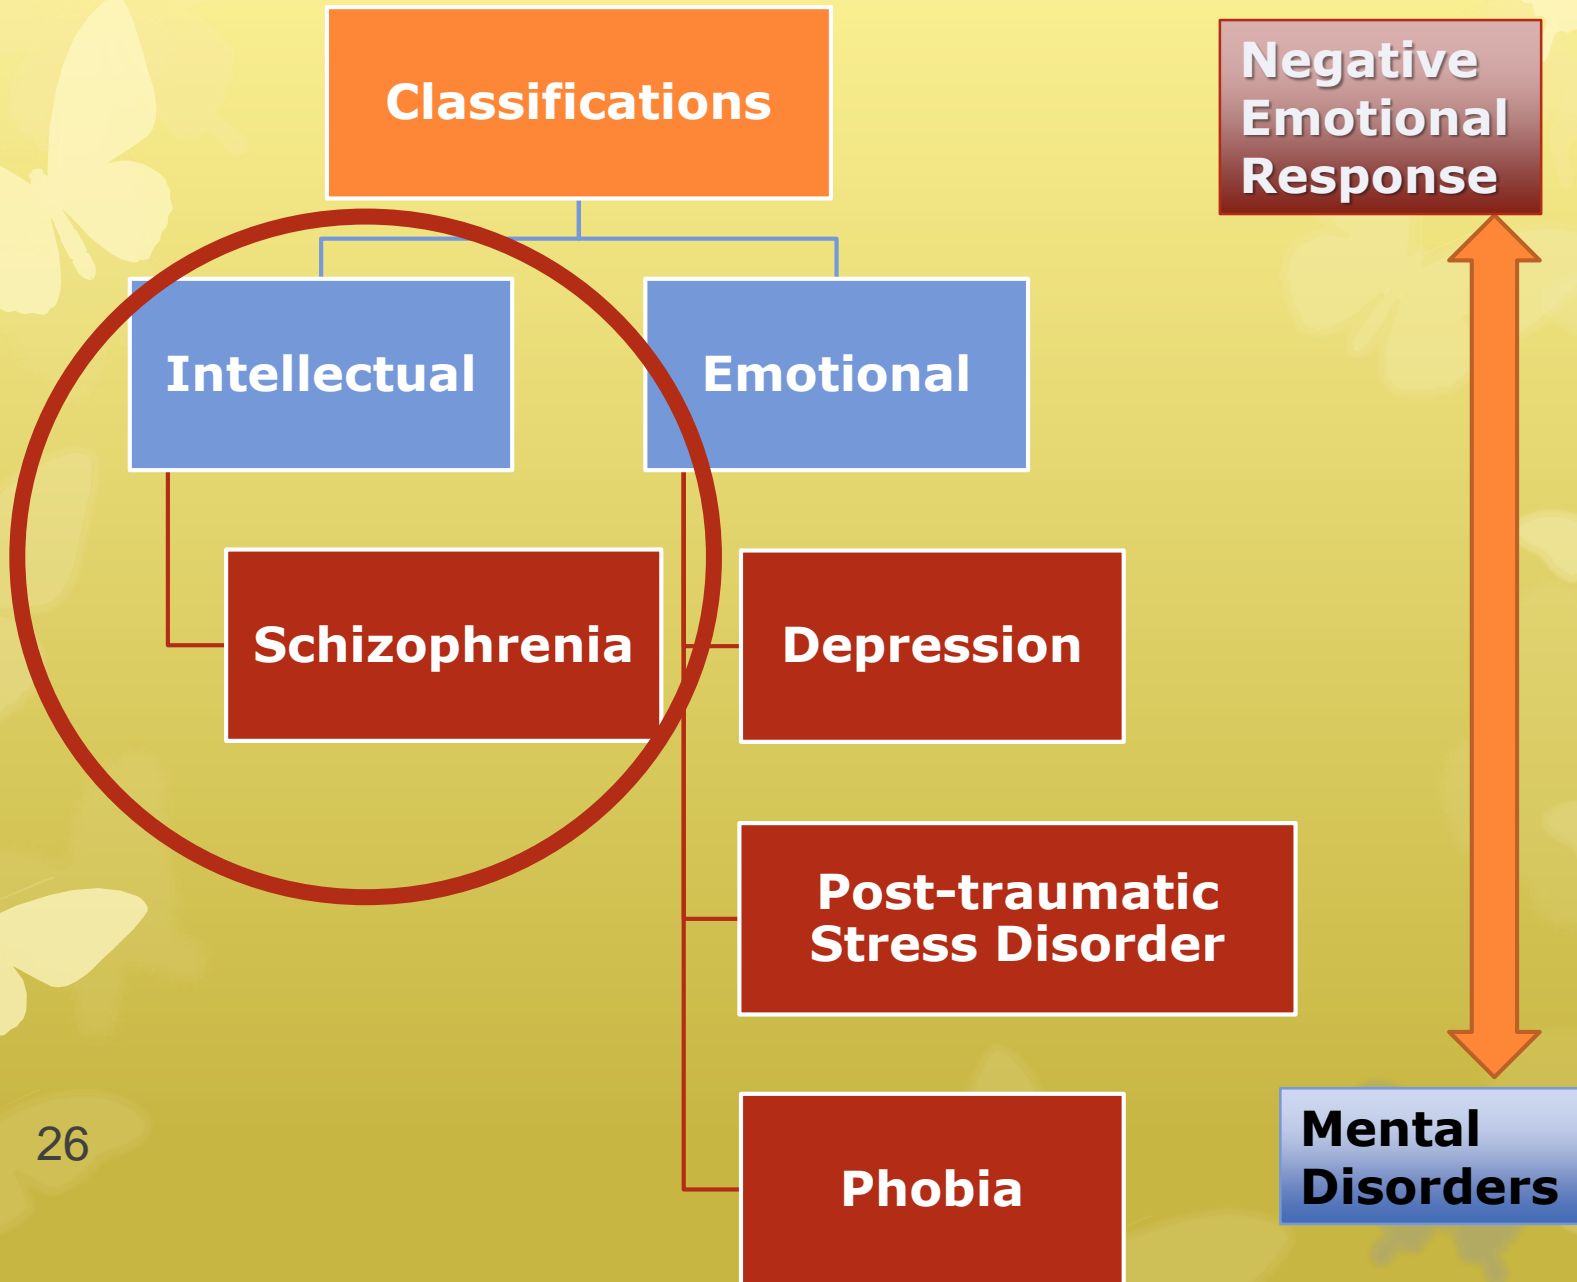 Classifications
Negative
Emotional
Response
Intellectual
Emotional
Schizophrenia
Depression
Post-traumatic
Stress Disorder
Phobia
Mental
Disorders
26